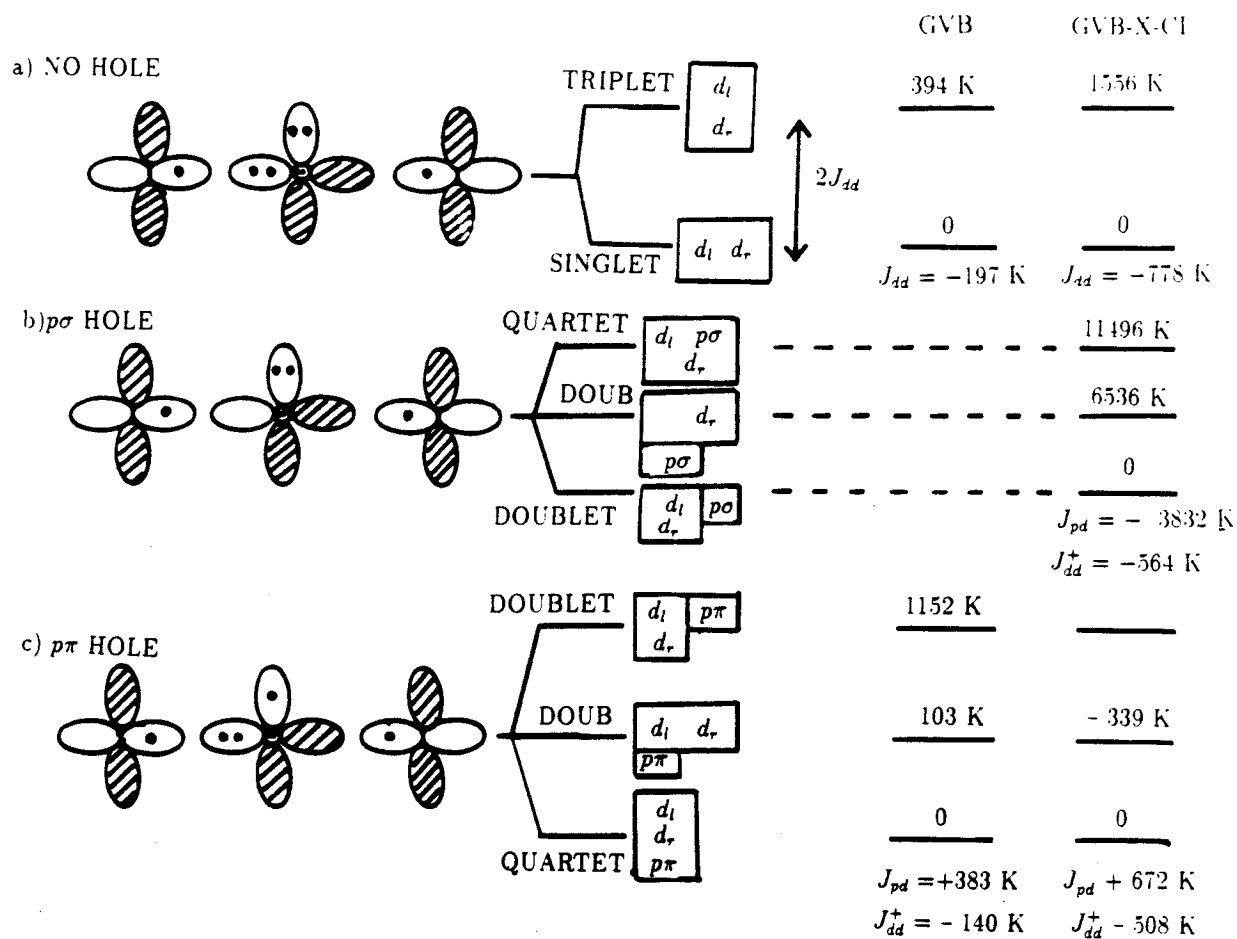 GVB GVB-X-CI
a) NO HOLE
TRIPLET
d_l
d_r
394 K 1556 K
2J_dd
0 0
SINGLET
d_l d_r
J_dd = -197 K J_dd = -778 K
b)pσ HOLE
QUARTET
d_l pσ
d_r
11496 K
DOUB
d_r
pσ
6536 K
0
DOUBLET
d_l pσ
d_r
J_pd = - 3832 K
J_dd^+ = -564 K
c) pπ HOLE
DOUBLET
d_l pπ
d_r
1152 K
DOUB
d_l d_r
pπ
103 K - 339 K
QUARTET
d_l
d_r
pπ
0 0
J_pd =+383 K J_pd + 672 K
J_dd^+ = - 140 K J_dd^+ - 508 K